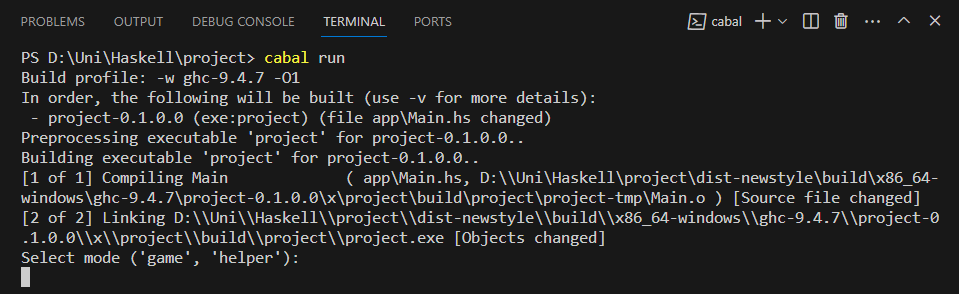 PROBLEMS OUTPUT DEBUG CONSOLE TERMINAL PORTS cabal
PS D:\Uni\Haskell\project> cabal run
Build profile: -w ghc-9.4.7 -O1
In order, the following will be built (use -v for more details):
 - project-0.1.0.0 (exe:project) (file app\Main.hs changed)
Preprocessing executable 'project' for project-0.1.0.0..
Building executable 'project' for project-0.1.0.0..
[1 of 1] Compiling Main             ( app\Main.hs, D:\\Uni\Haskell\project\dist-newstyle\build\x86_64-
windows\ghc-9.4.7\project-0.1.0.0\x\project\build\project\project-tmp\Main.o ) [Source file changed]
[2 of 2] Linking D:\\Uni\\Haskell\\project\\dist-newstyle\\build\\x86_64-windows\\ghc-9.4.7\\project-0
.1.0.0\\x\\project\\build\\project\\project.exe [Objects changed]
Select mode ('game', 'helper'):